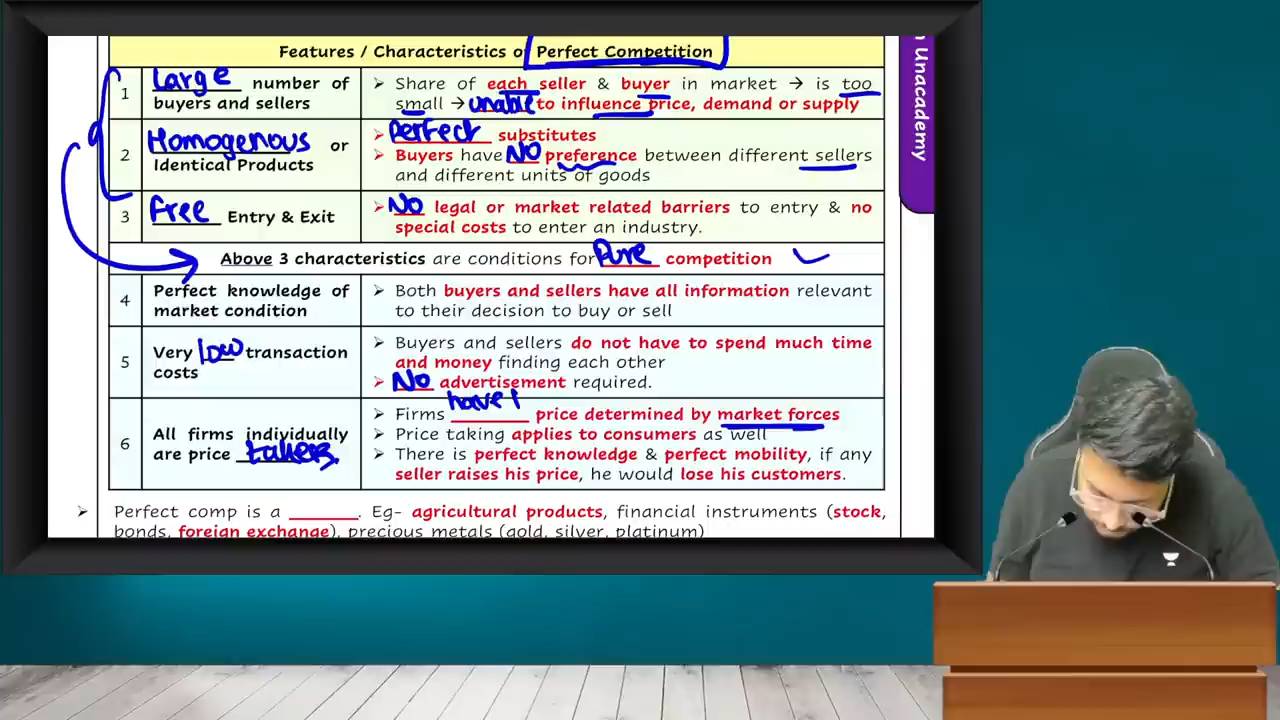 Features / Characteristics of Perfect Competition
1
Large number of
buyers and sellers
➤ Share of each seller & buyer in market → is too
small → unable to influence price, demand or supply
2
Homogenous or
Identical Products
➤ Perfect substitutes
➤ Buyers have NO preference between different sellers
and different units of goods
3
Free Entry & Exit
➤ No legal or market related barriers to entry & no
special costs to enter an industry.
Above 3 characteristics are conditions for Pure competition
4
Perfect knowledge of
market condition
➤ Both buyers and sellers have all information relevant
to their decision to buy or sell
5
Very low transaction
costs
➤ Buyers and sellers do not have to spend much time
and money finding each other
➤ No advertisement required.
6
All firms individually
are price takers
➤ Firms have price determined by market forces
➤ Price taking applies to consumers as well
➤ There is perfect knowledge & perfect mobility, if any
seller raises his price, he would lose his customers.
➤ Perfect comp is a ______. Eg- agricultural products, financial instruments (stock,
bonds, foreign exchange), precious metals (gold, silver, platinum)
Unacademy